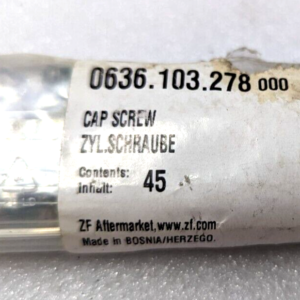 0636.103.278 000
CAP SCREW
ZYL.SCHRAUBE
Contents:
Inhalt: 45
ZF Aftermarket,www.zf.com
Made in BOSNIA/HERZEGO.